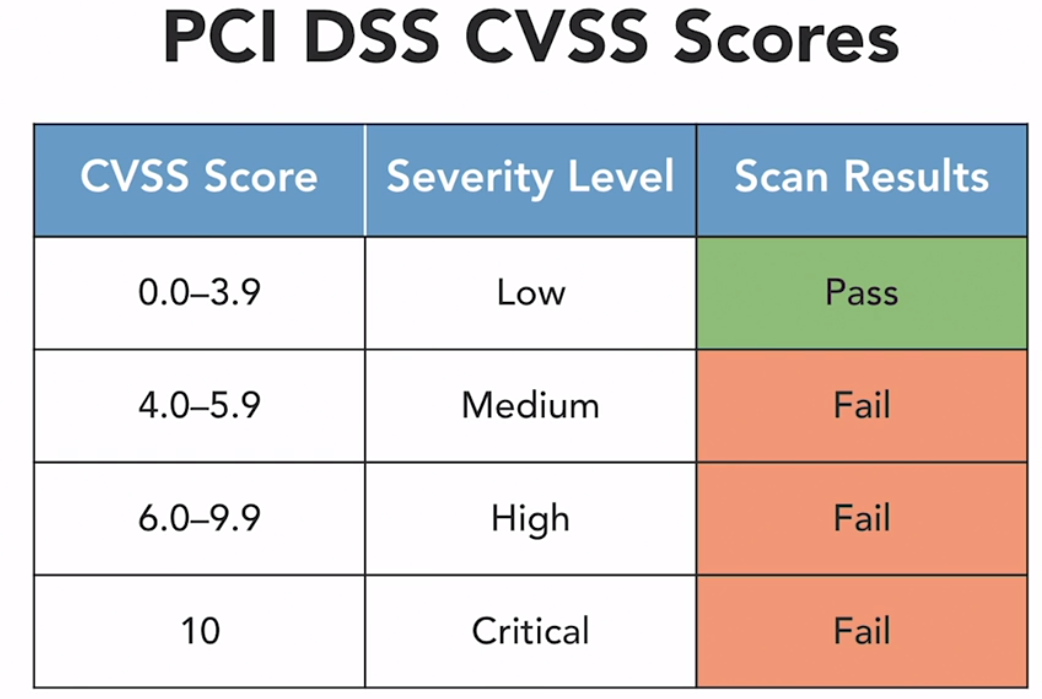 PCI DSS CVSS Scores
CVSS Score Severity Level Scan Results
0.0–3.9 Low Pass
4.0–5.9 Medium Fail
6.0–9.9 High Fail
10 Critical Fail